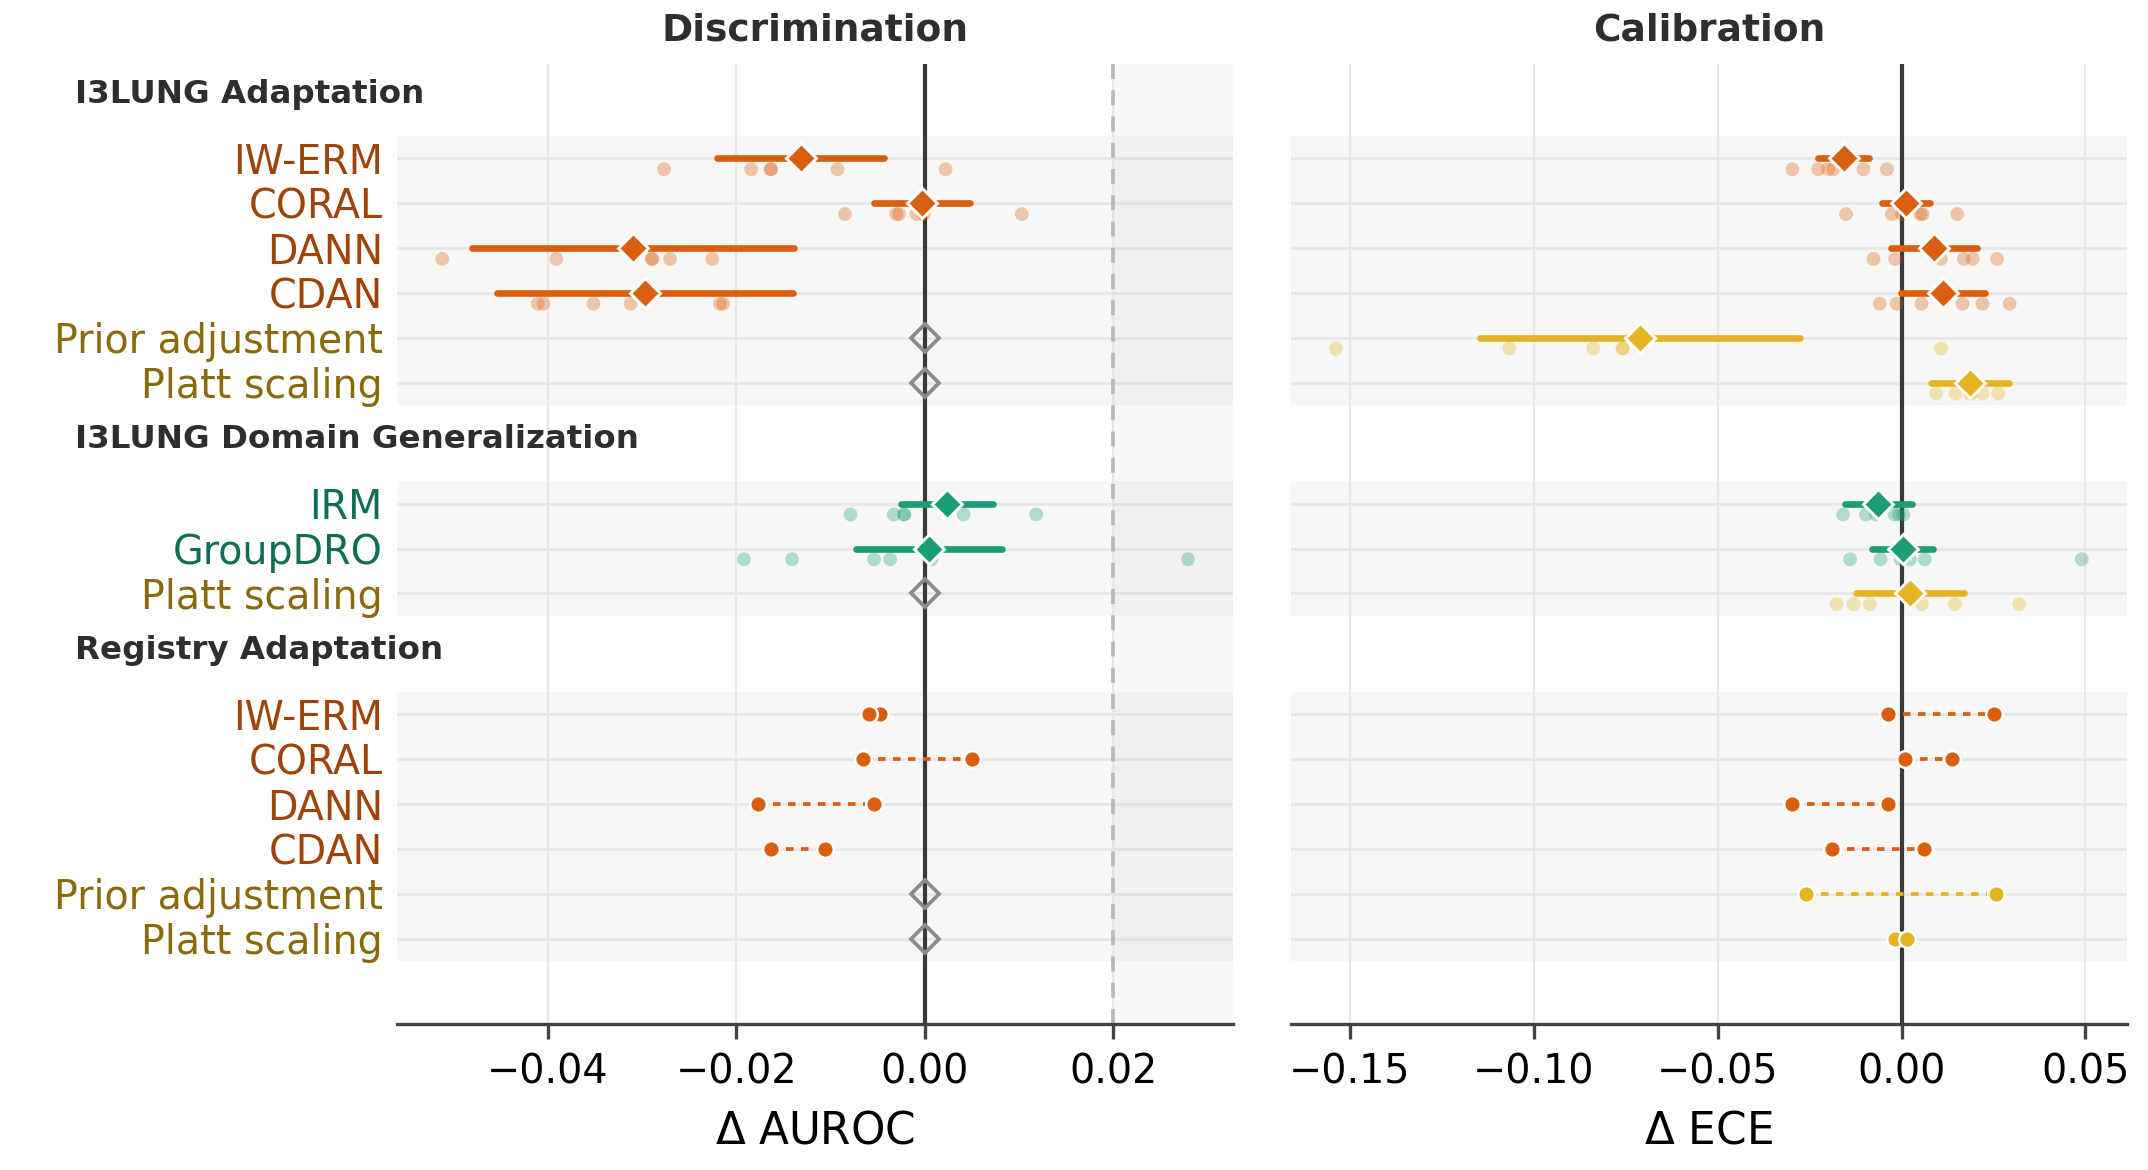 Discrimination
Calibration
I3LUNG Adaptation
IW-ERM
CORAL
DANN
CDAN
Prior adjustment
Platt scaling
I3LUNG Domain Generalization
IRM
GroupDRO
Platt scaling
Registry Adaptation
IW-ERM
CORAL
DANN
CDAN
Prior adjustment
Platt scaling
−0.04 −0.02 0.00 0.02
−0.15 −0.10 −0.05 0.00 0.05
Δ AUROC
Δ ECE